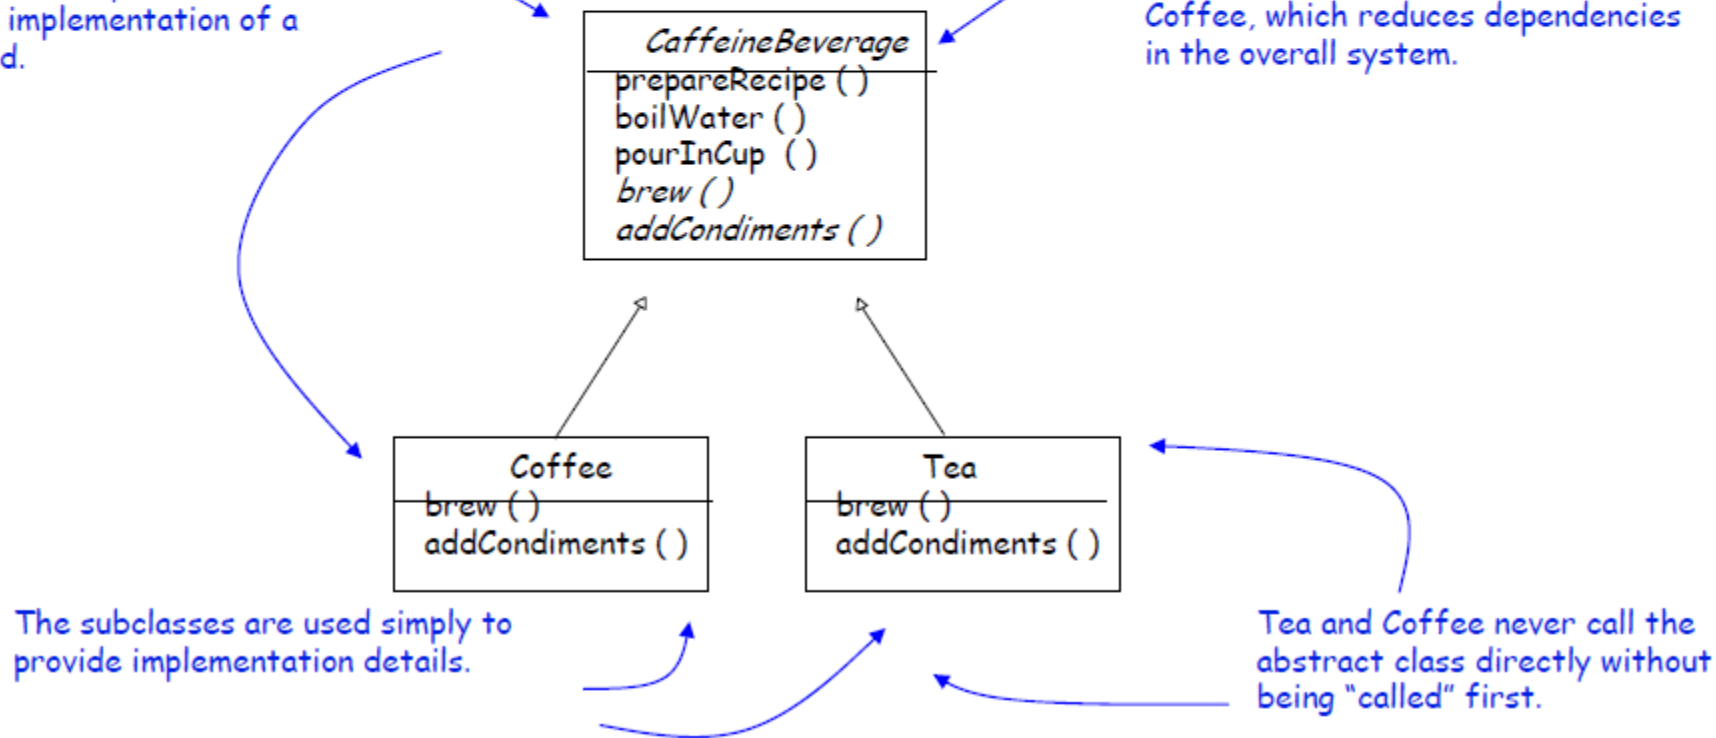 implementation of a
d.
Coffee, which reduces dependencies
in the overall system.
CaffeineBeverage
prepareRecipe ( )
boilWater ( )
pourInCup ( )
brew ( )
addCondiments ( )
Coffee
brew ( )
addCondiments ( )
Tea
brew ( )
addCondiments ( )
The subclasses are used simply to
provide implementation details.
Tea and Coffee never call the
abstract class directly without
being “called” first.